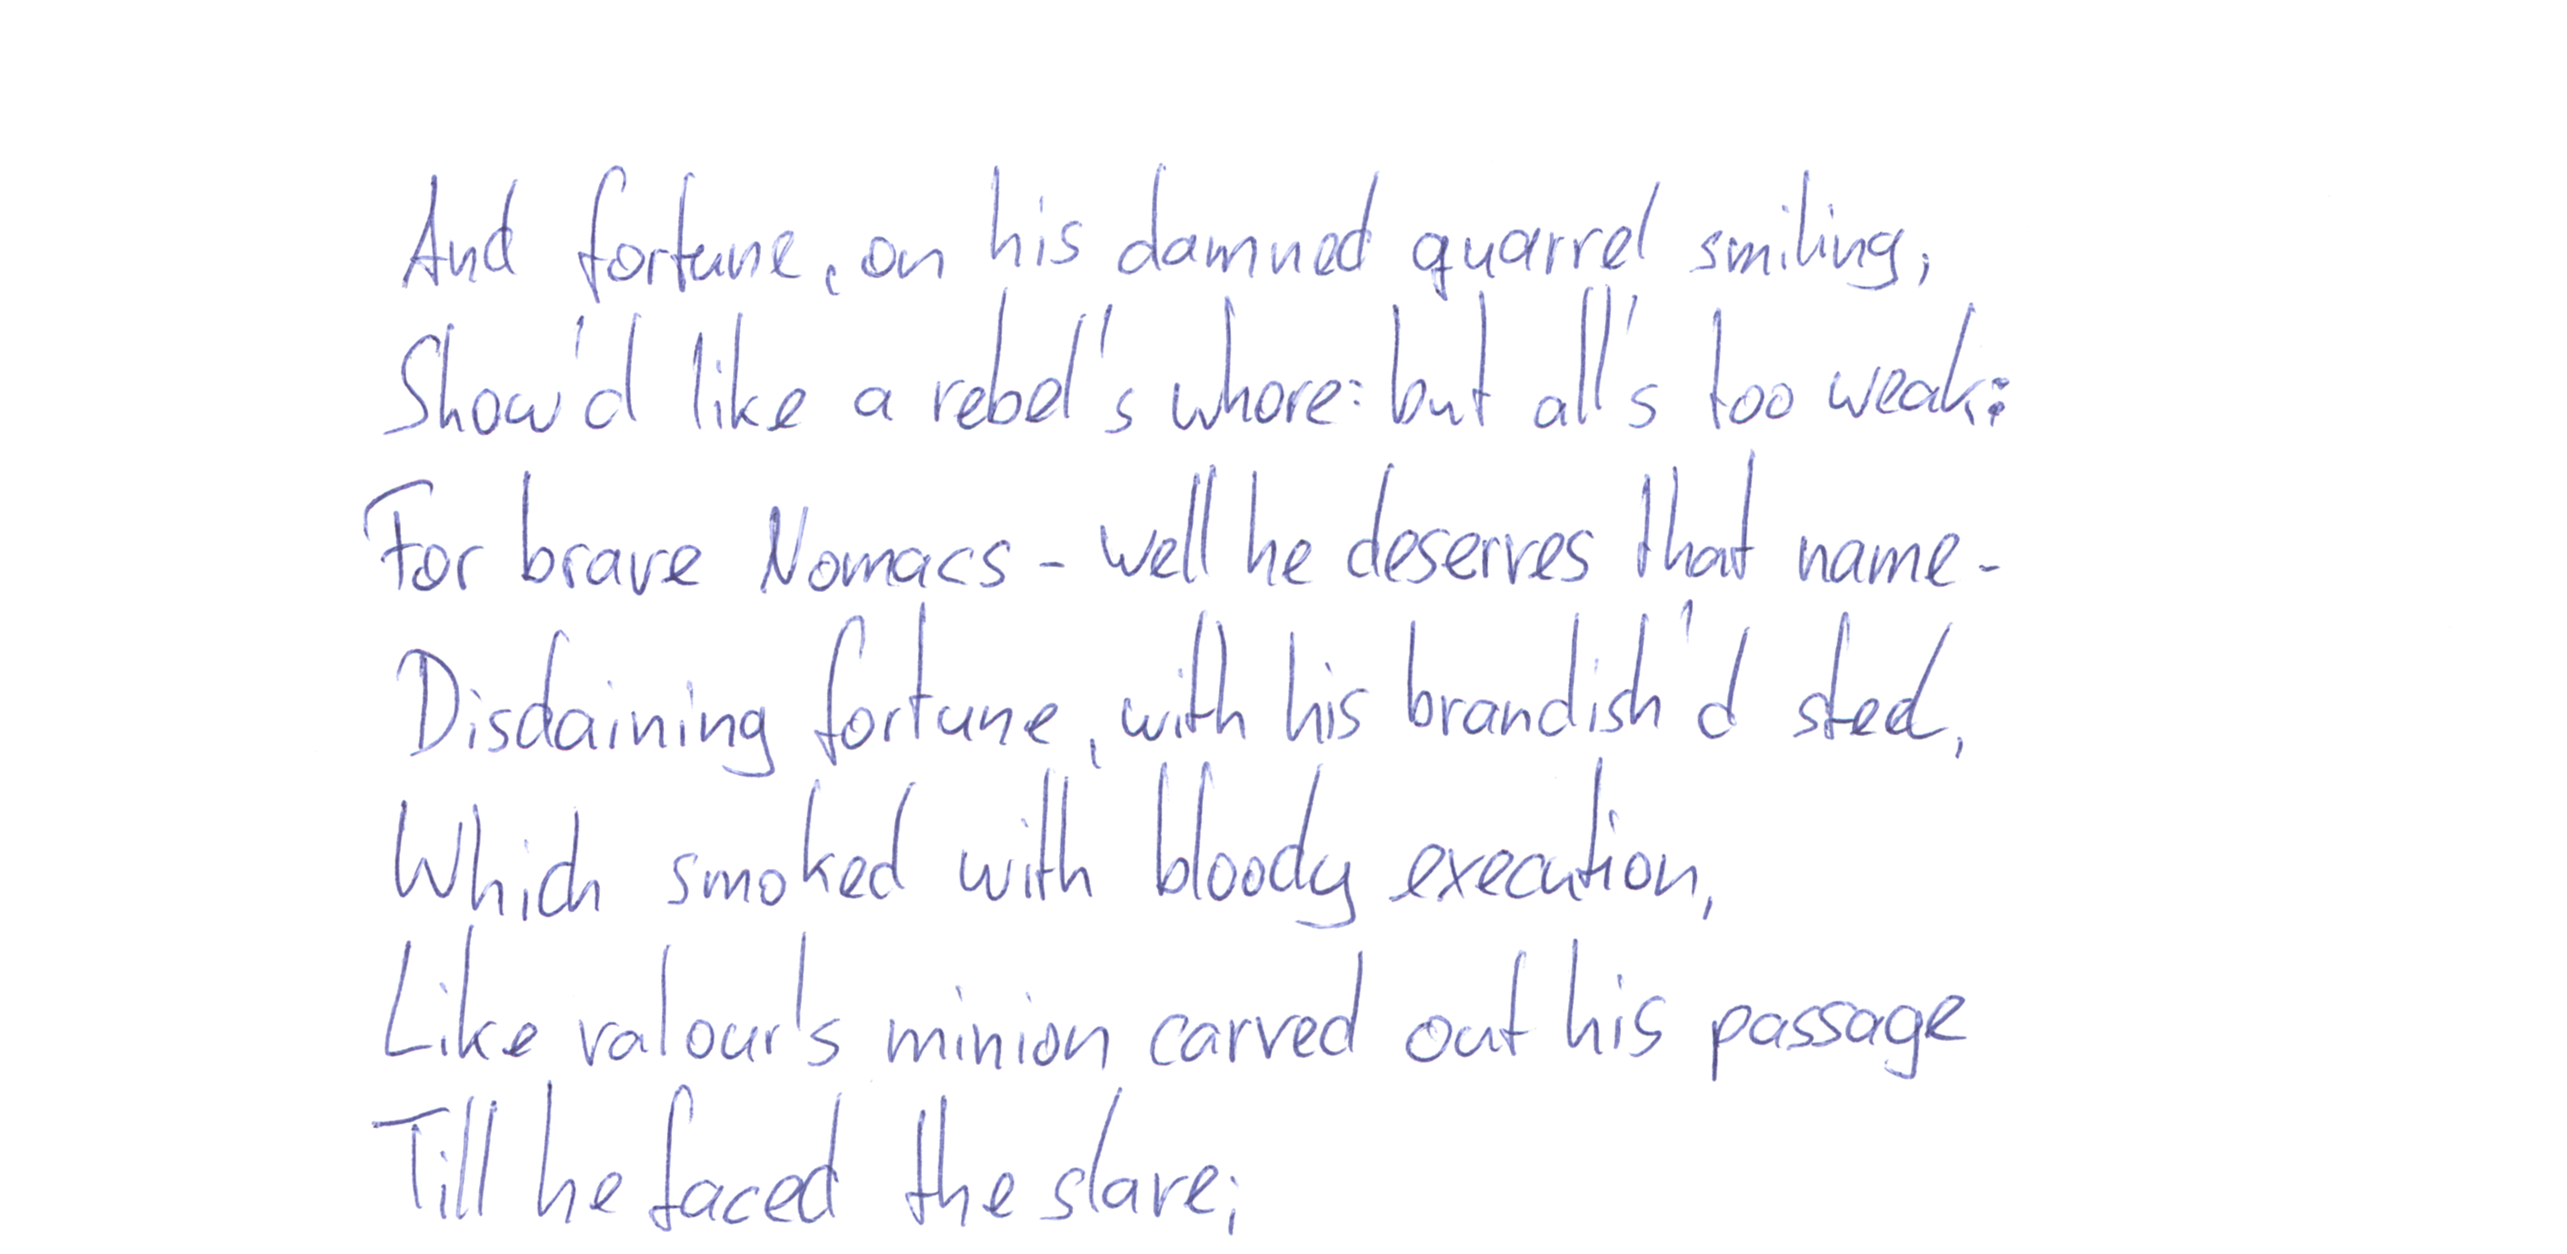 And fortune, on his damned quarrel smiling,
Show'd like a rebel's whore: but all's too weak:
For brave Nomacs - well he deserves that name -
Disdaining fortune, with his brandish'd steel,
Which smoked with bloody execution,
Like valour's minion carved out his passage
Till he faced the slave;